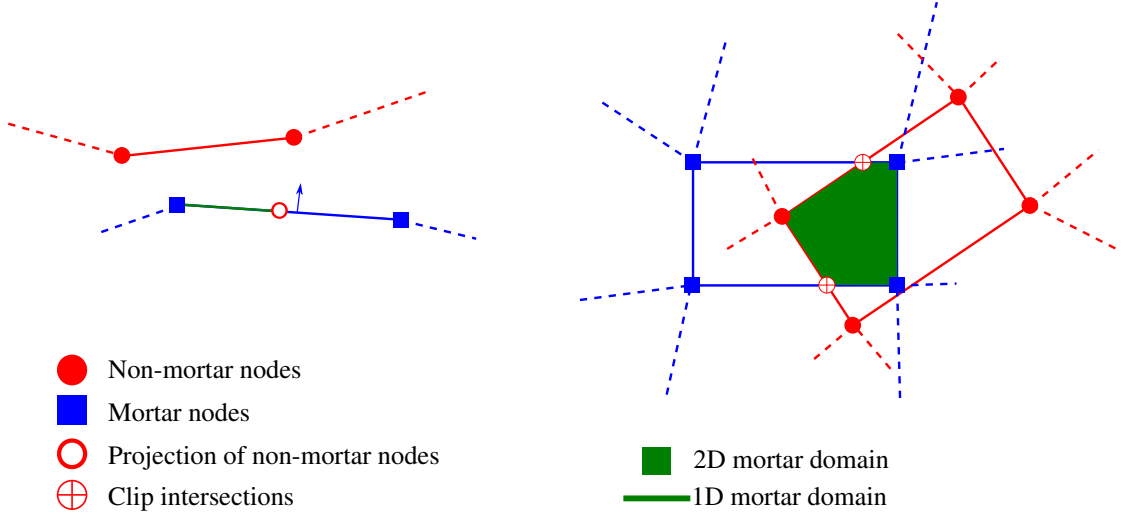 Non-mortar nodes
Mortar nodes
Projection of non-mortar nodes
Clip intersections
2D mortar domain
1D mortar domain